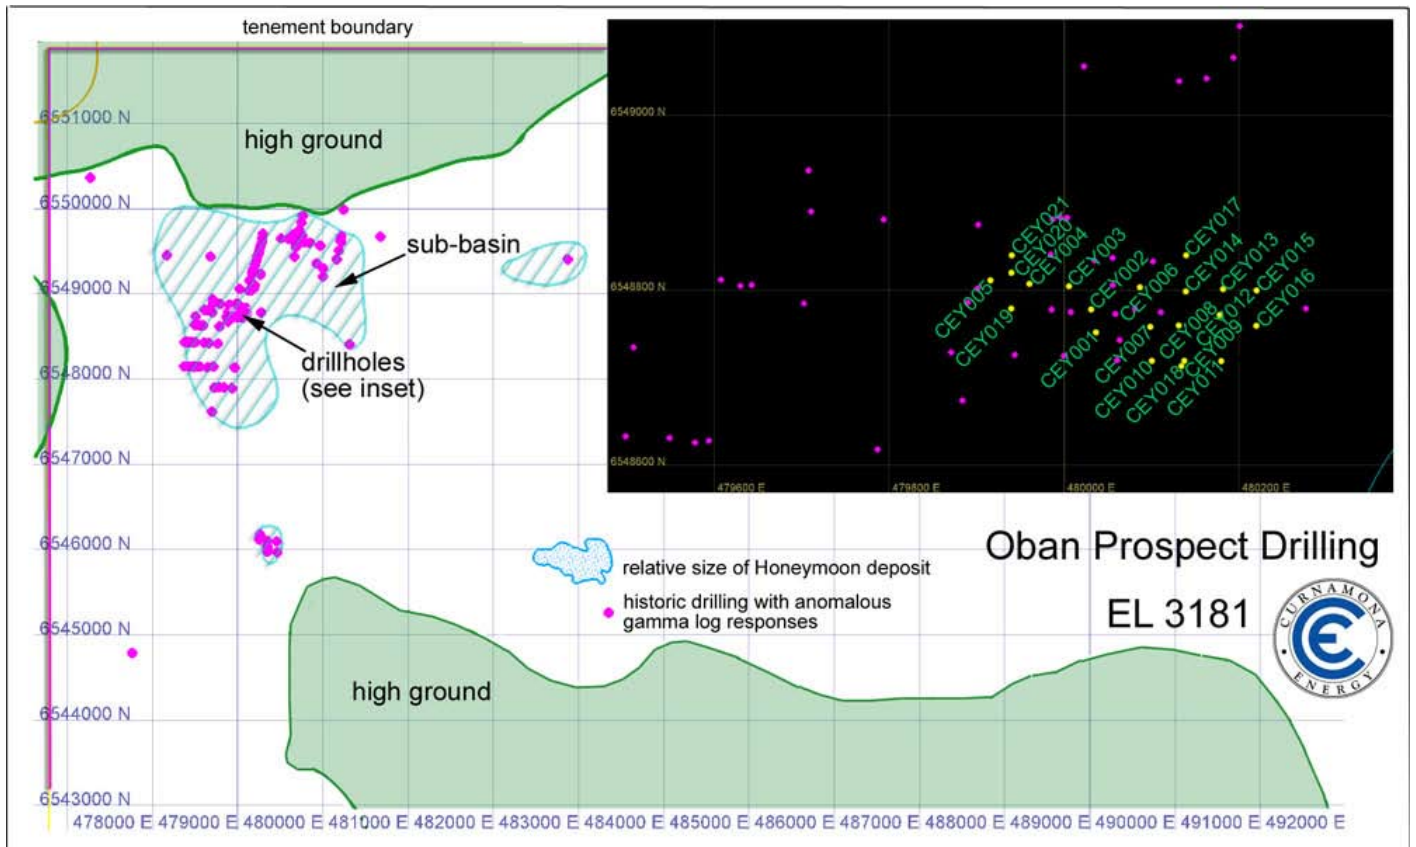 tenement boundary
6551000 N
high ground
6550000 N
sub-basin
6549000 N
drillholes
(see inset)
6548000 N
6547000 N
6546000 N
6545000 N
6544000 N
6543000 N
high ground
478000 E 479000 E 480000 E 481000 E 482000 E 483000 E 484000 E 485000 E 486000 E 487000 E 488000 E 489000 E 490000 E 491000 E 492000 E
6549000 N
6548800 N
6548600 N
479600 E
479800 E
480000 E
480200 E
CEY021
CEY020
CEY004
CEY003
CEY002
CEY006
CEY017
CEY014
CEY013
CEY015
CEY016
CEY005
CEY019
CEY001
CEY007
CEY008
CEY012
CEY009
CEY010
CEY018
CEY011
relative size of Honeymoon deposit
historic drilling with anomalous
gamma log responses
Oban Prospect Drilling
EL 3181
CURNAMONA
ENERGY